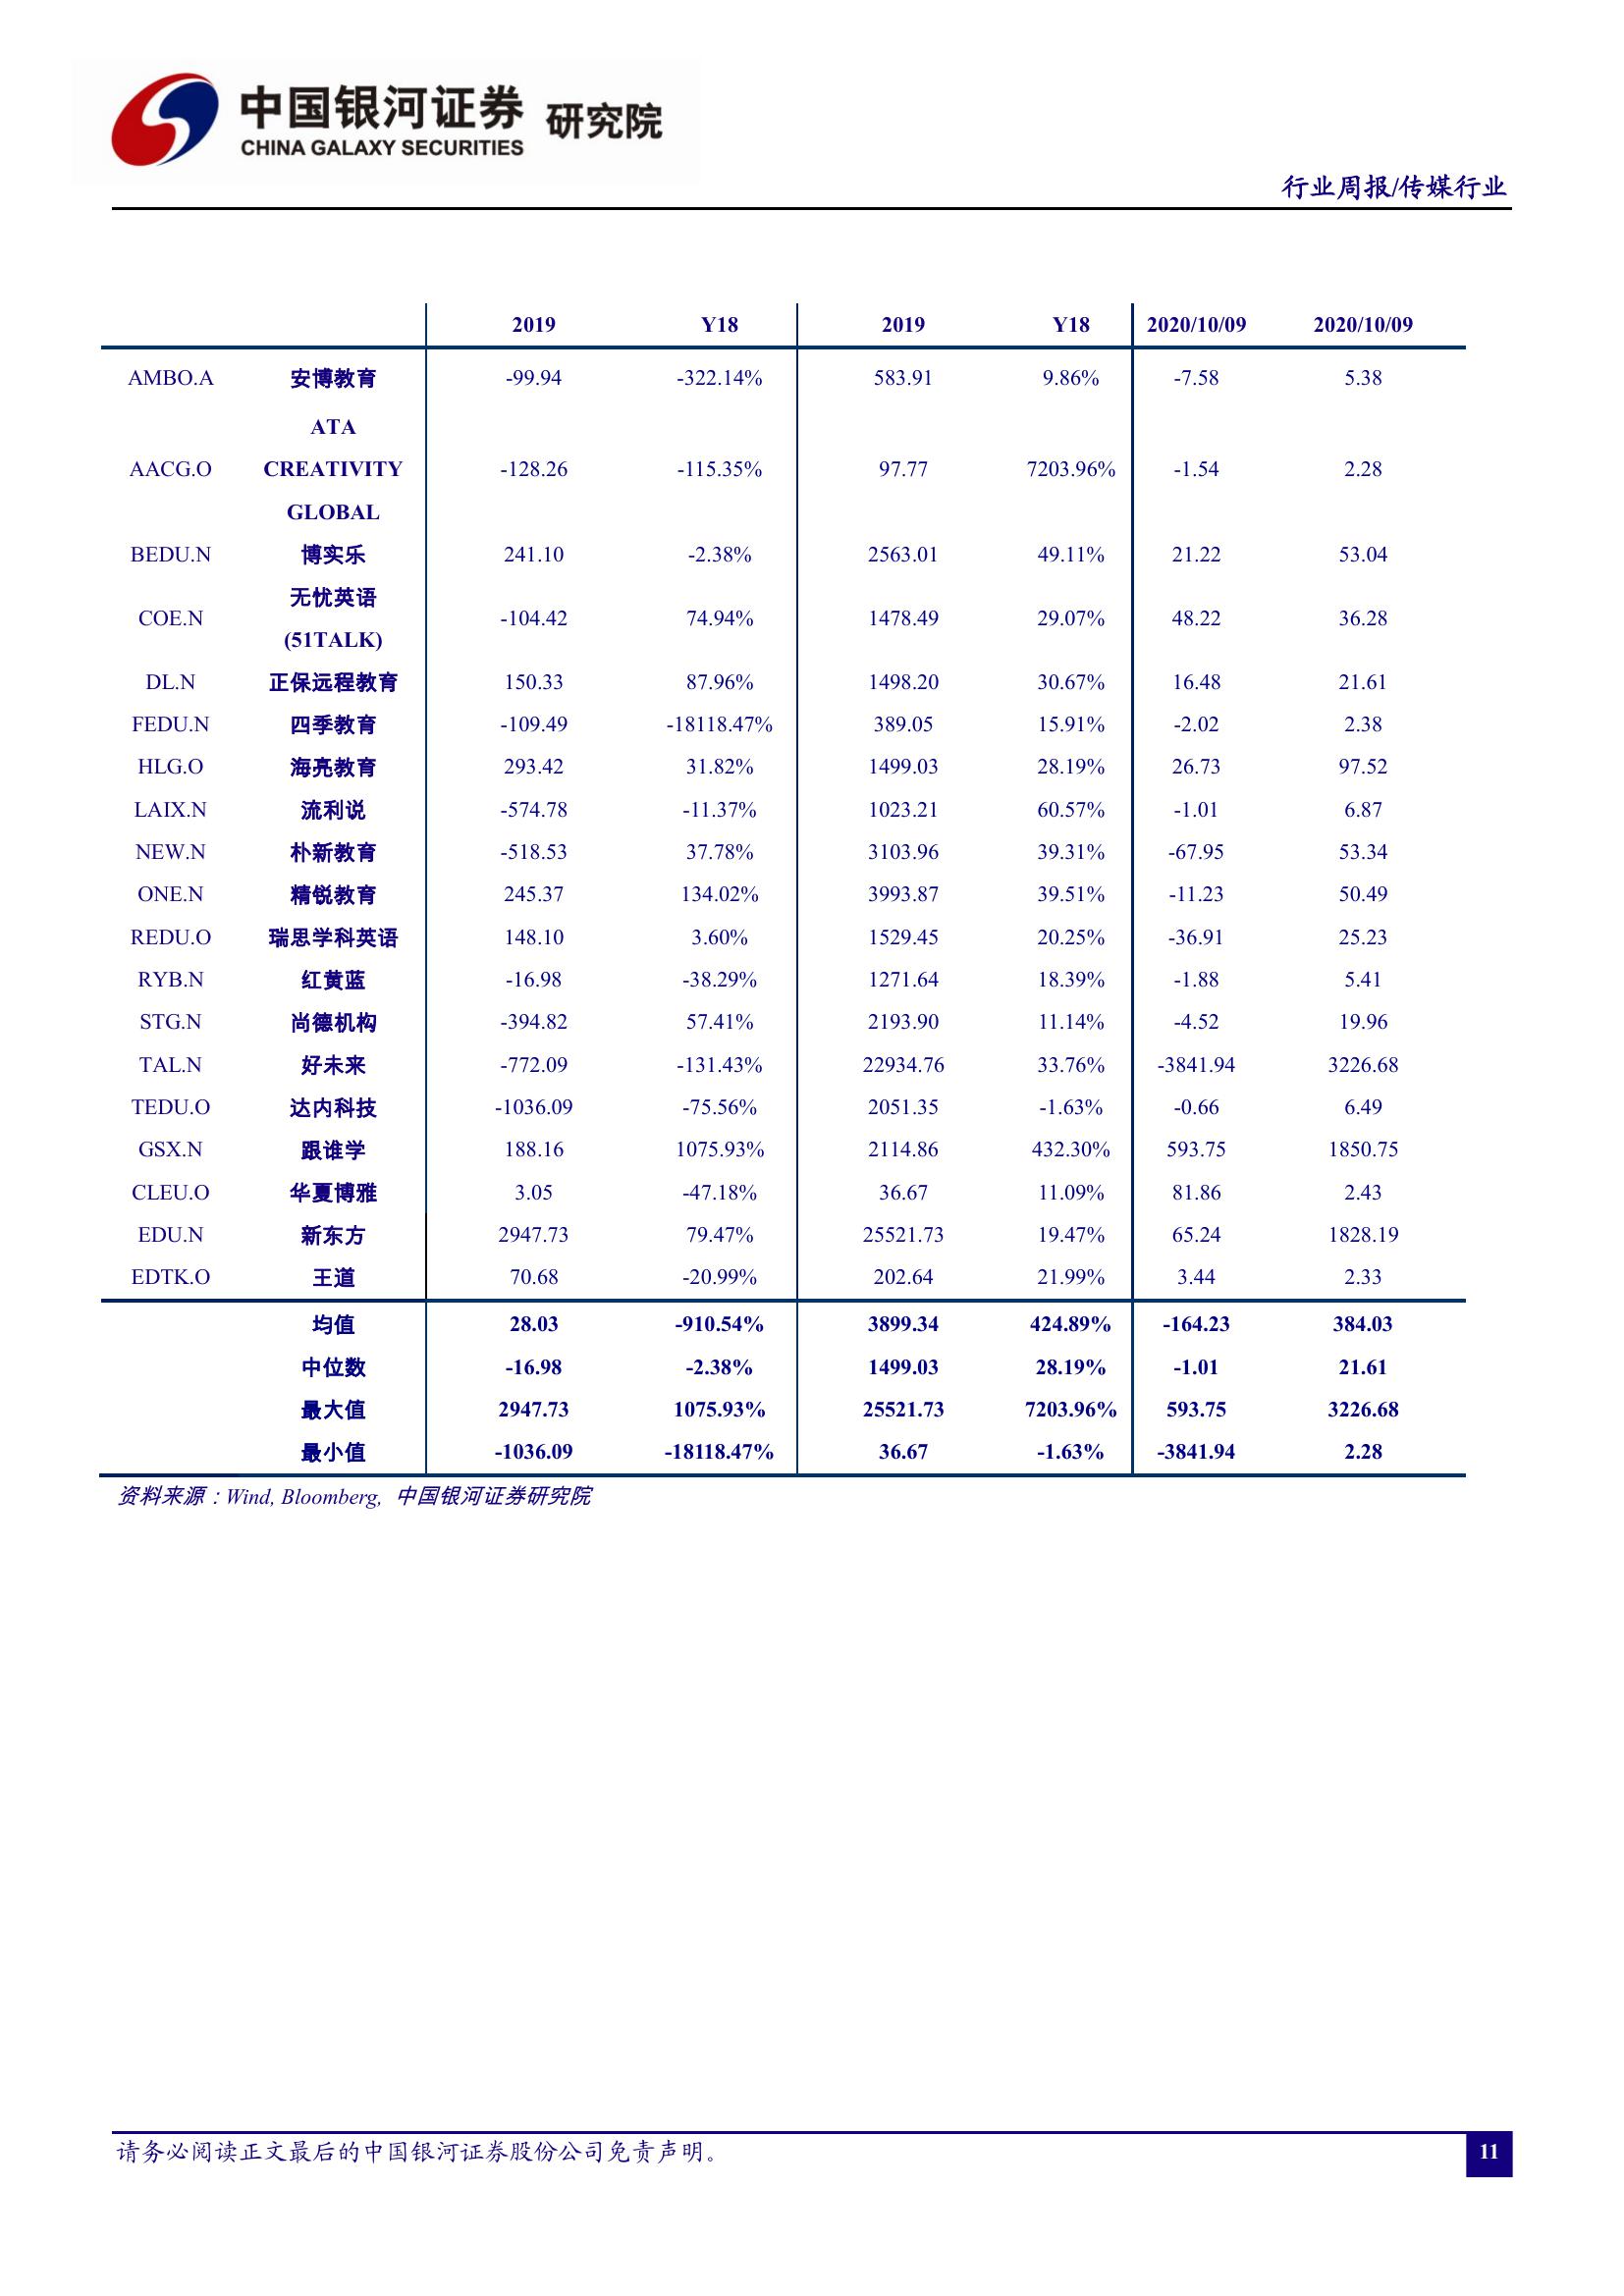 中国银河证券 研究院
CHINA GALAXY SECURITIES
行业周报/传媒行业
2019 Y18 2019 Y18 2020/10/09 2020/10/09
AMBO.A 安博教育 -99.94 -322.14% 583.91 9.86% -7.58 5.38
ATA
AACG.O CREATIVITY -128.26 -115.35% 97.77 7203.96% -1.54 2.28
GLOBAL
BEDU.N 博实乐 241.10 -2.38% 2563.01 49.11% 21.22 53.04
无忧英语
COE.N -104.42 74.94% 1478.49 29.07% 48.22 36.28
(51TALK)
DL.N 正保远程教育 150.33 87.96% 1498.20 30.67% 16.48 21.61
FEDU.N 四季教育 -109.49 -18118.47% 389.05 15.91% -2.02 2.38
HLG.O 海亮教育 293.42 31.82% 1499.03 28.19% 26.73 97.52
LAIX.N 流利说 -574.78 -11.37% 1023.21 60.57% -1.01 6.87
NEW.N 朴新教育 -518.53 37.78% 3103.96 39.31% -67.95 53.34
ONE.N 精锐教育 245.37 134.02% 3993.87 39.51% -11.23 50.49
REDU.O 瑞思学科英语 148.10 3.60% 1529.45 20.25% -36.91 25.23
RYB.N 红黄蓝 -16.98 -38.29% 1271.64 18.39% -1.88 5.41
STG.N 尚德机构 -394.82 57.41% 2193.90 11.14% -4.52 19.96
TAL.N 好未来 -772.09 -131.43% 22934.76 33.76% -3841.94 3226.68
TEDU.O 达内科技 -1036.09 -75.56% 2051.35 -1.63% -0.66 6.49
GSX.N 跟谁学 188.16 1075.93% 2114.86 432.30% 593.75 1850.75
CLEU.O 华夏博雅 3.05 -47.18% 36.67 11.09% 81.86 2.43
EDU.N 新东方 2947.73 79.47% 25521.73 19.47% 65.24 1828.19
EDTK.O 王道 70.68 -20.99% 202.64 21.99% 3.44 2.33
均值 28.03 -910.54% 3899.34 424.89% -164.23 384.03
中位数 -16.98 -2.38% 1499.03 28.19% -1.01 21.61
最大值 2947.73 1075.93% 25521.73 7203.96% 593.75 3226.68
最小值 -1036.09 -18118.47% 36.67 -1.63% -3841.94 2.28
资料来源：Wind, Bloomberg, 中国银河证券研究院
请务必阅读正文最后的中国银河证券股份公司免责声明。 11